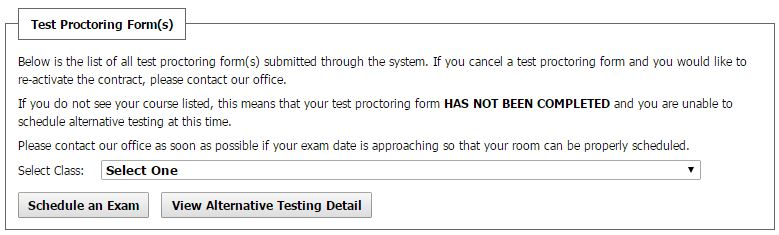 Test Proctoring Form(s)
Below is the list of all test proctoring form(s) submitted through the system. If you cancel a test proctoring form and you would like to
re-activate the contract, please contact our office.
If you do not see your course listed, this means that your test proctoring form HAS NOT BEEN COMPLETED and you are unable to
schedule alternative testing at this time.
Please contact our office as soon as possible if your exam date is approaching so that your room can be properly scheduled.
Select Class: Select One
Schedule an Exam View Alternative Testing Detail